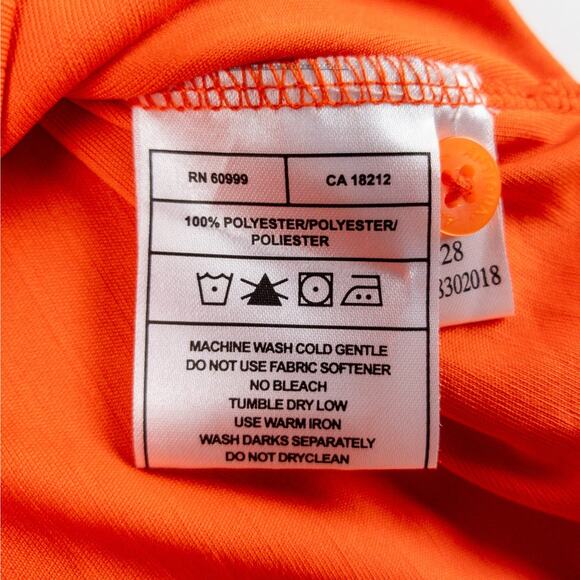 RN 60999
CA 18212
100% POLYESTER/POLYESTER/
POLIESTER
MACHINE WASH COLD GENTLE
DO NOT USE FABRIC SOFTENER
NO BLEACH
TUMBLE DRY LOW
USE WARM IRON
WASH DARKS SEPARATELY
DO NOT DRYCLEAN
28
8302018